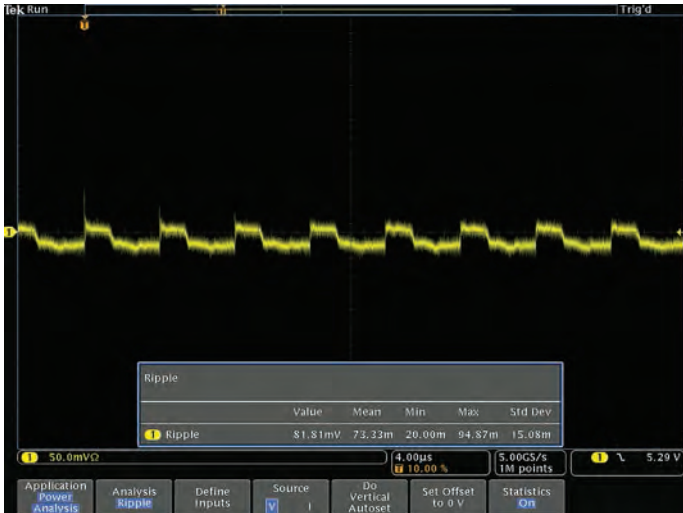 Tek Run Trig'd
T
T
1
Ripple
Value Mean Min Max Std Dev
1 Ripple 81.81mV 73.33m 20.00m 94.87m 15.08m
1 50.0mVΩ 4.00µs 5.00GS/s 1 5.29 V
T 10.00 % 1M points
Application Power Analysis
Analysis Ripple
Define Inputs
Source V I
Do Vertical Autoset
Set Offset to 0 V
Statistics On